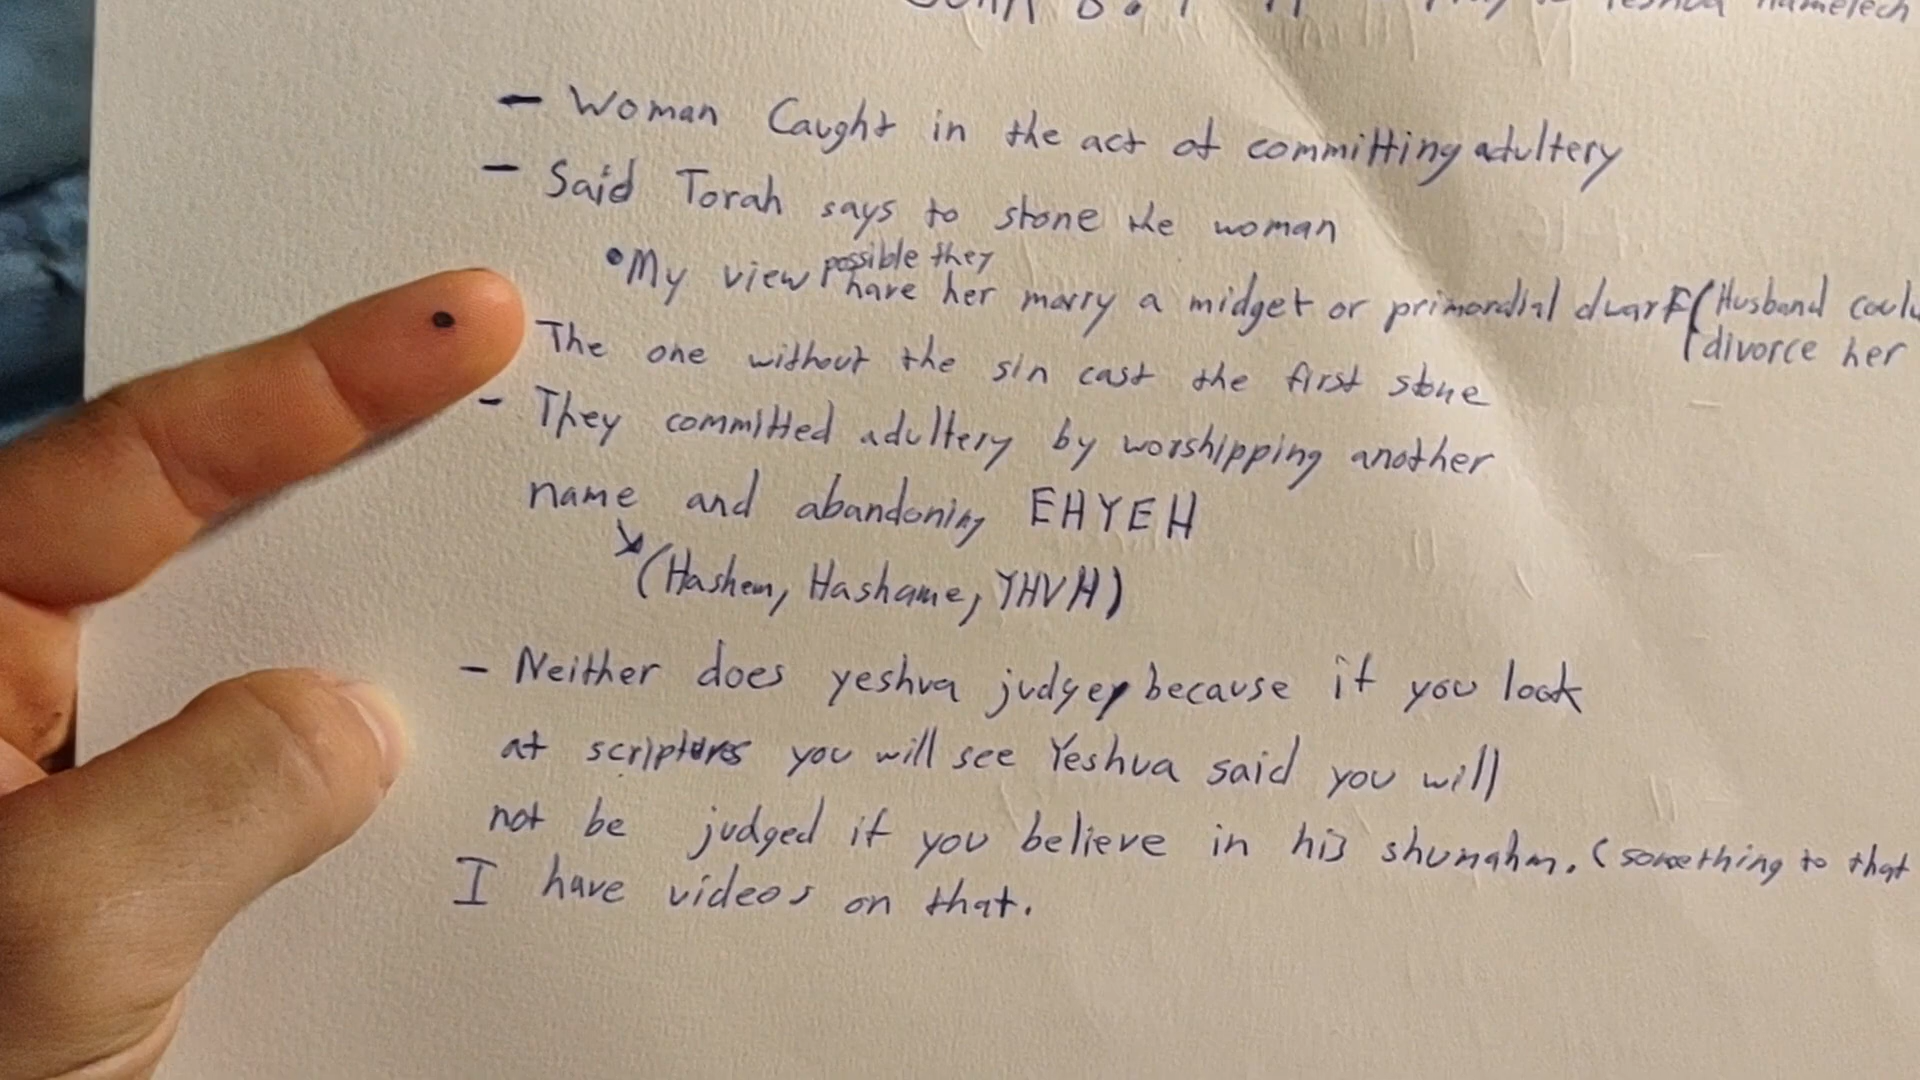 - Woman Caught in the act of committing adultery
- Said Torah says to stone the woman
•My view possible they
have her marry a midget or primordial dwarf (Husband could
(divorce her
The one without the sin cast the first stone
- They committed adultery by worshipping another
name and abandoning EHYEH
(Hashem, Hashame, YHVH)
- Neither does yeshua judge, because if you look
at scriptures you will see Yeshua said you will
not be judged if you believe in his shumahm. (something to that
I have videos on that.